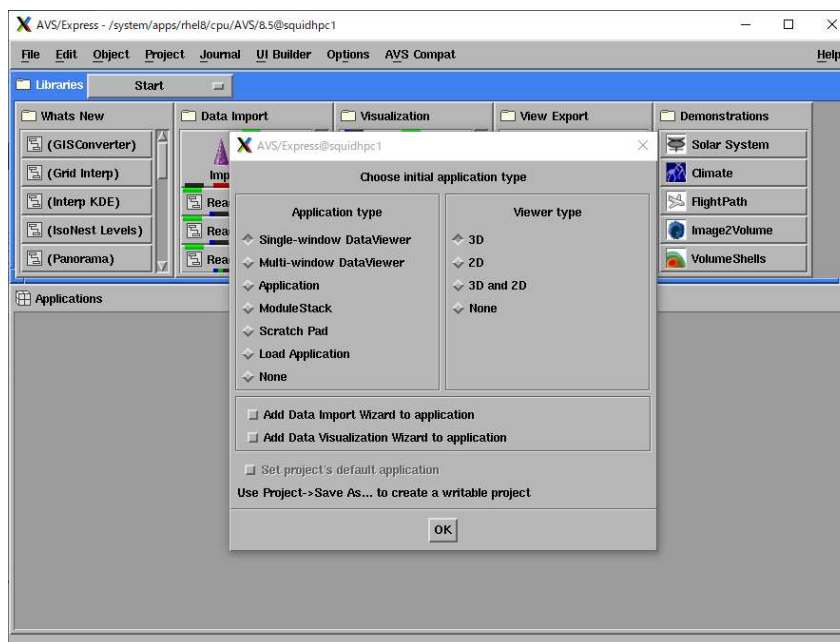 AVS/Express - /system/apps/rhel8/cpu/AVS/8.5@squidhpc1
File Edit Object Project Journal UI Builder Options AVS Compat Help
Libraries Start
Whats New Data Import Visualization View Export Demonstrations
(GISConverter)
(Grid Interp)
(Interp KDE)
(IsoNest Levels)
(Panorama)
Solar System
Climate
FlightPath
Image2Volume
VolumeShells
Applications
AVS/Express@squidhpc1
Choose initial application type
Application type
Single-window DataViewer
Multi-window DataViewer
Application
ModuleStack
Scratch Pad
Load Application
None
Viewer type
3D
2D
3D and 2D
None
Add Data Import Wizard to application
Add Data Visualization Wizard to application
Set project's default application
Use Project->Save As... to create a writable project
OK